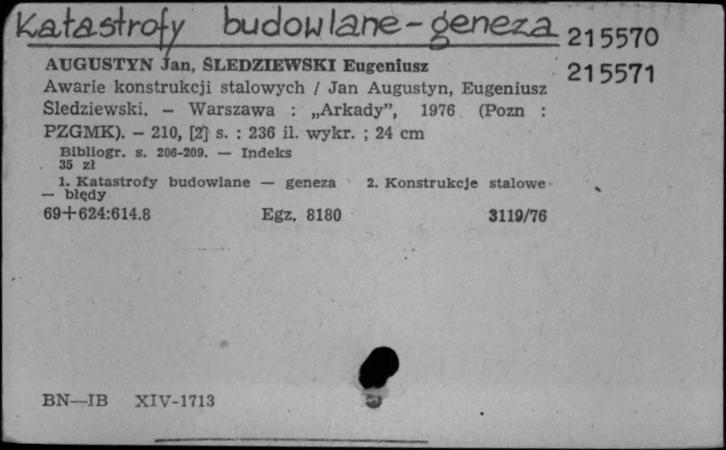 Katastrofy budowlane - geneza 215570
AUGUSTYN Jan, ŚLEDZIEWSKI Eugeniusz 215571
Awarie konstrukcji stalowych / Jan Augustyn, Eugeniusz
Śledziewski. — Warszawa : „Arkady”, 1976 (Pozn :
PZGMK). — 210, [2] s. : 236 il. wykr. ; 24 cm
Bibliogr. s. 206-209. — Indeks
35 zł
1. Katastrofy budowlane — geneza 2. Konstrukcje stalowe
— błędy
69+624:614.8 Egz. 8180 3119/76
BN—IB XIV-1713